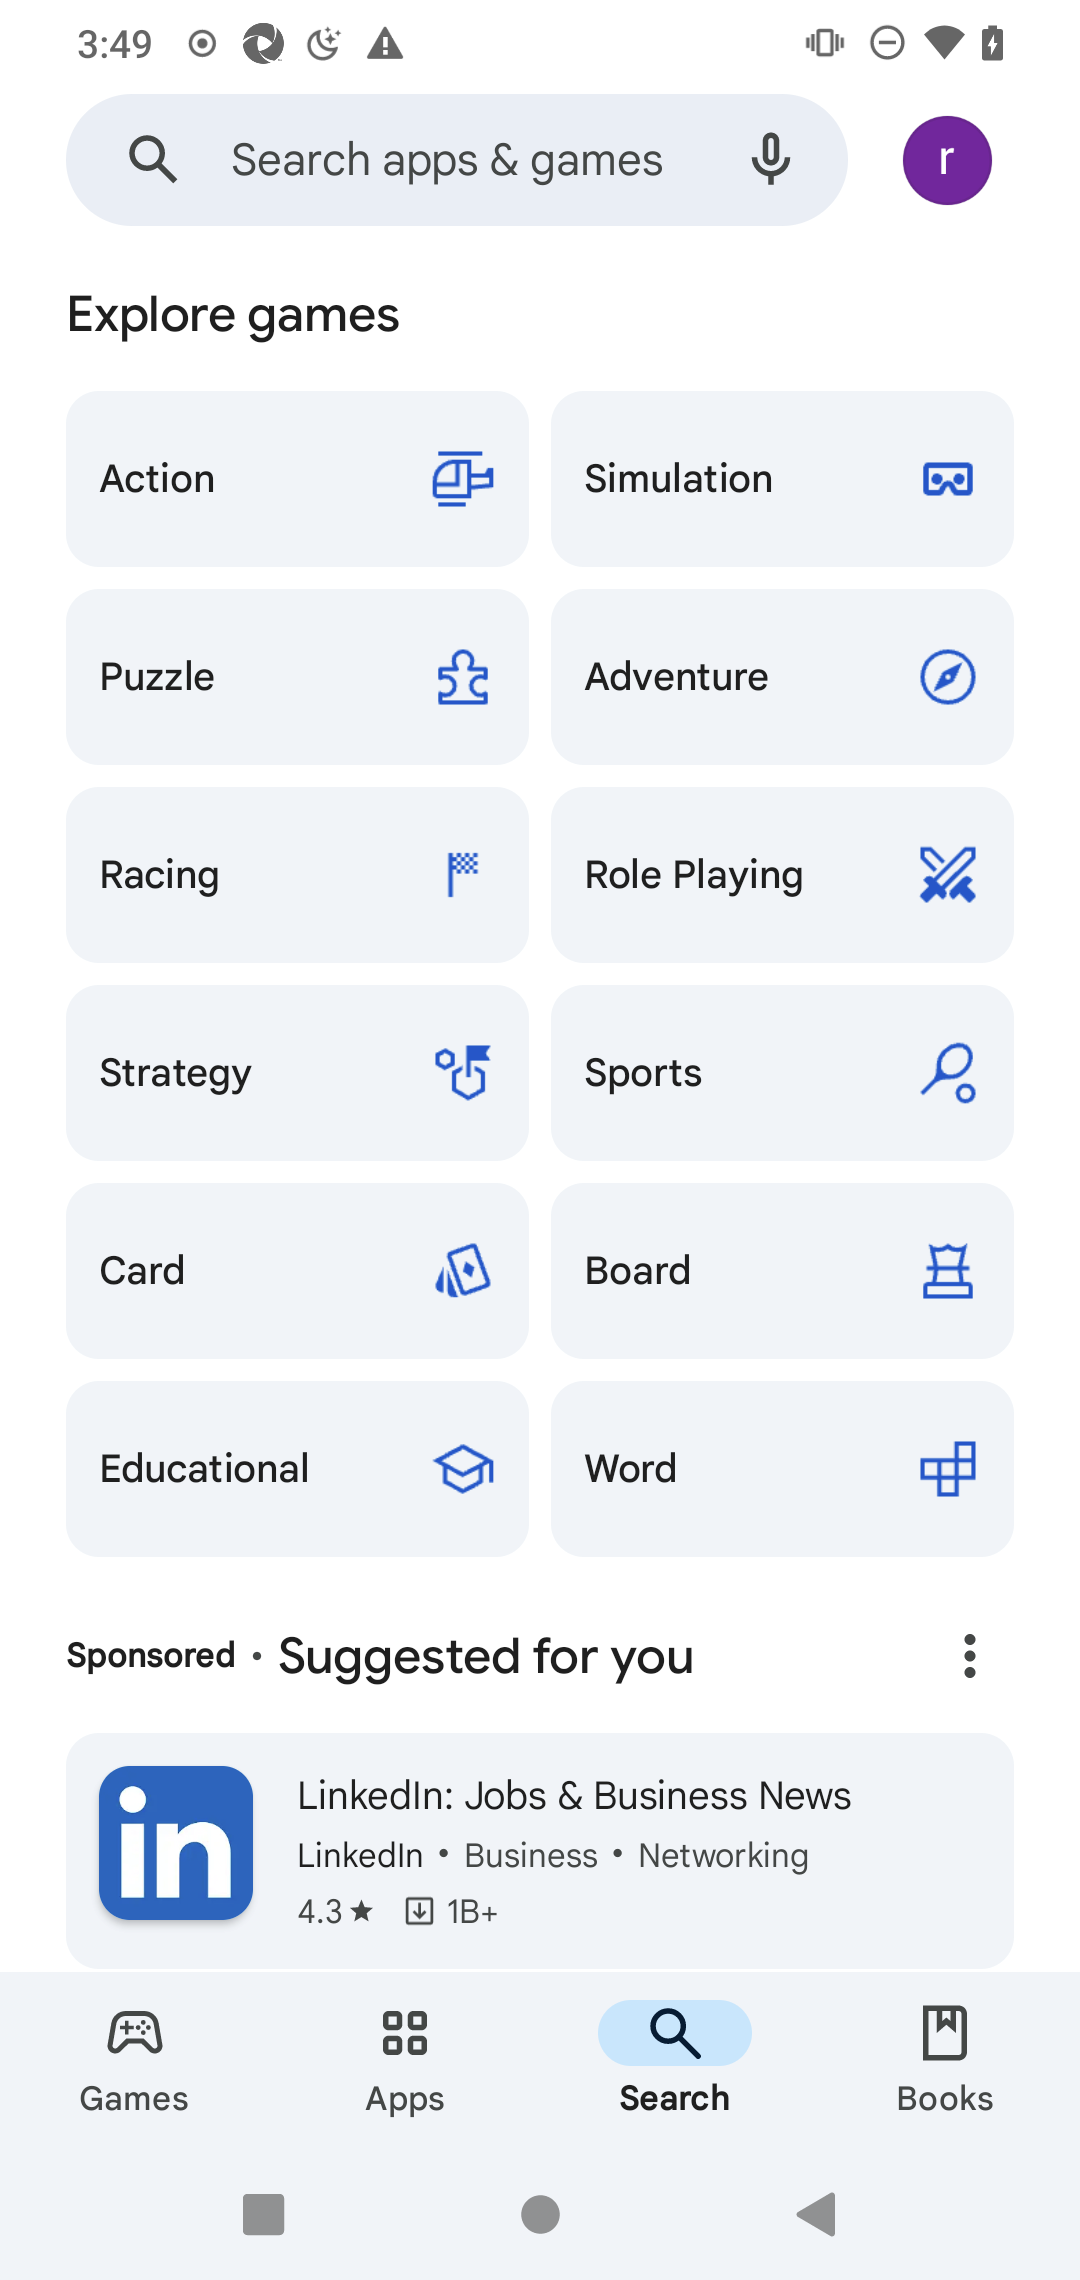 3:49
Search apps & games
r
Explore games
Action
Simulation
Puzzle
Adventure
Racing
Role Playing
Strategy
Sports
Card
Board
Educational
Word
Sponsored • Suggested for you
in
LinkedIn: Jobs & Business News
LinkedIn • Business • Networking
4.3★ 1B+
Games
Apps
Search
Books